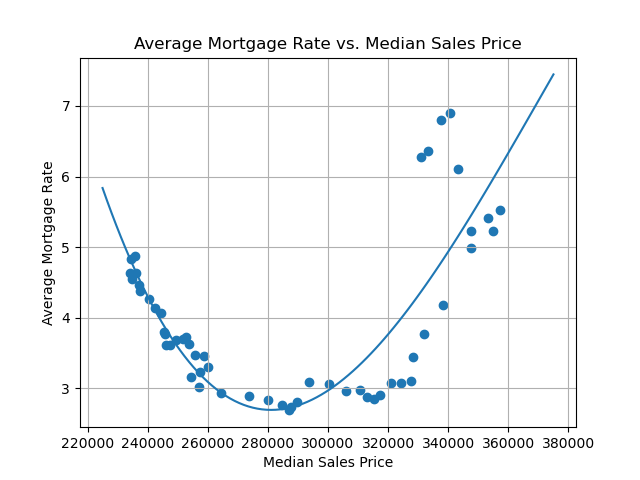 Average Mortgage Rate vs. Median Sales Price
7
6
5
4
3
Average Mortgage Rate
220000 240000 260000 280000 300000 320000 340000 360000 380000
Median Sales Price